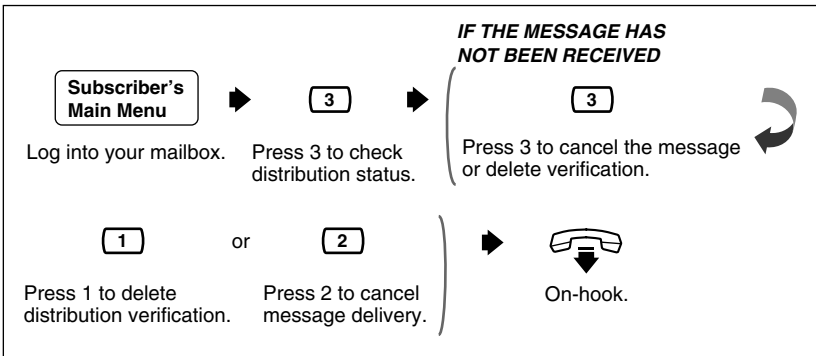 IF THE MESSAGE HAS
NOT BEEN RECEIVED
Subscriber's
Main Menu
3
3
Log into your mailbox.
Press 3 to check
distribution status.
Press 3 to cancel the message
or delete verification.
1
or
2
Press 1 to delete
distribution verification.
Press 2 to cancel
message delivery.
On-hook.